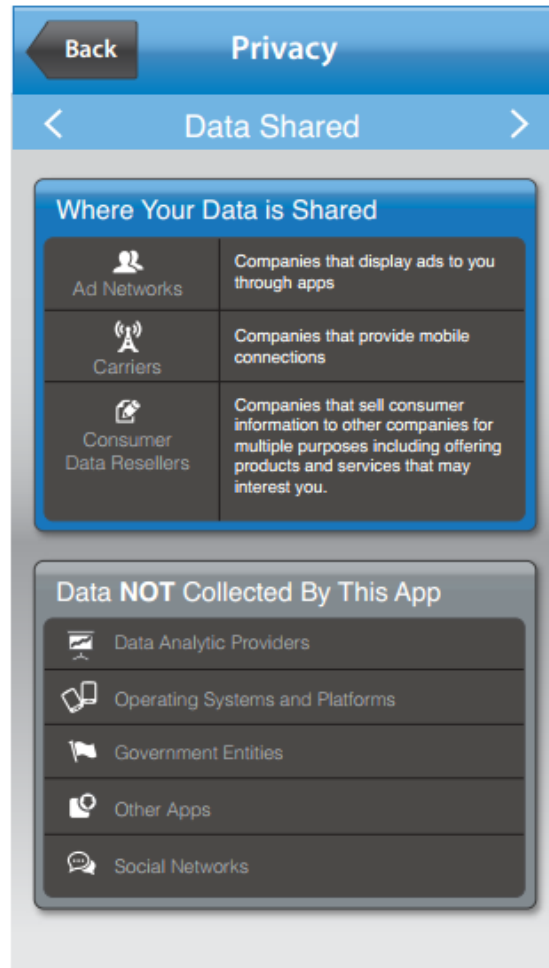 Back
Privacy
Data Shared
Where Your Data is Shared
Ad Networks
Companies that display ads to you
through apps
Carriers
Companies that provide mobile
connections
Consumer
Data Resellers
Companies that sell consumer
information to other companies for
multiple purposes including offering
products and services that may
interest you.
Data NOT Collected By This App
Data Analytic Providers
Operating Systems and Platforms
Government Entities
Other Apps
Social Networks